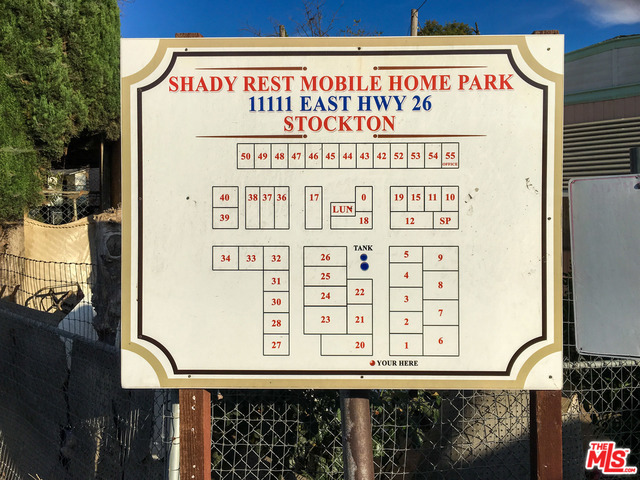 SHADY REST MOBILE HOME PARK
11111 EAST HWY 26
STOCKTON
50 49 48 47 46 45 44 43 42 52 53 54 55
OFFICE
40 38 37 36 17 0 19 15 11 10
39 LUN 18 12 SP
TANK
34 33 32 26 5 9
31 25 4 8
30 24 22 3
28 23 21 2 7
27 20 1 6
YOUR HERE
THE
MLS
.COM